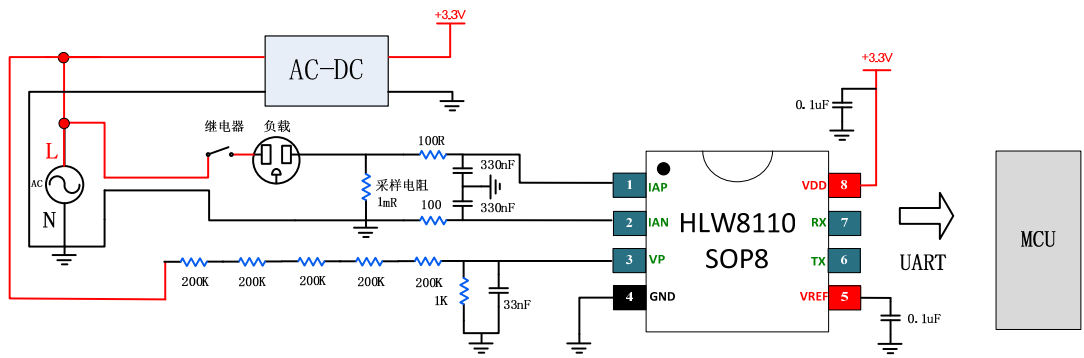 +3.3V
AC-DC
+3.3V
0.1uF
继电器
负载
100R
L
330nF
AC
采样电阻
1mR
330nF
N
100
200K
200K
200K
200K
200K
1K
33nF
1
IAP
2
IAN
3
VP
4
GND
HLW8110
SOP8
VDD
8
RX
7
TX
6
VREF
5
0.1uF
UART
MCU